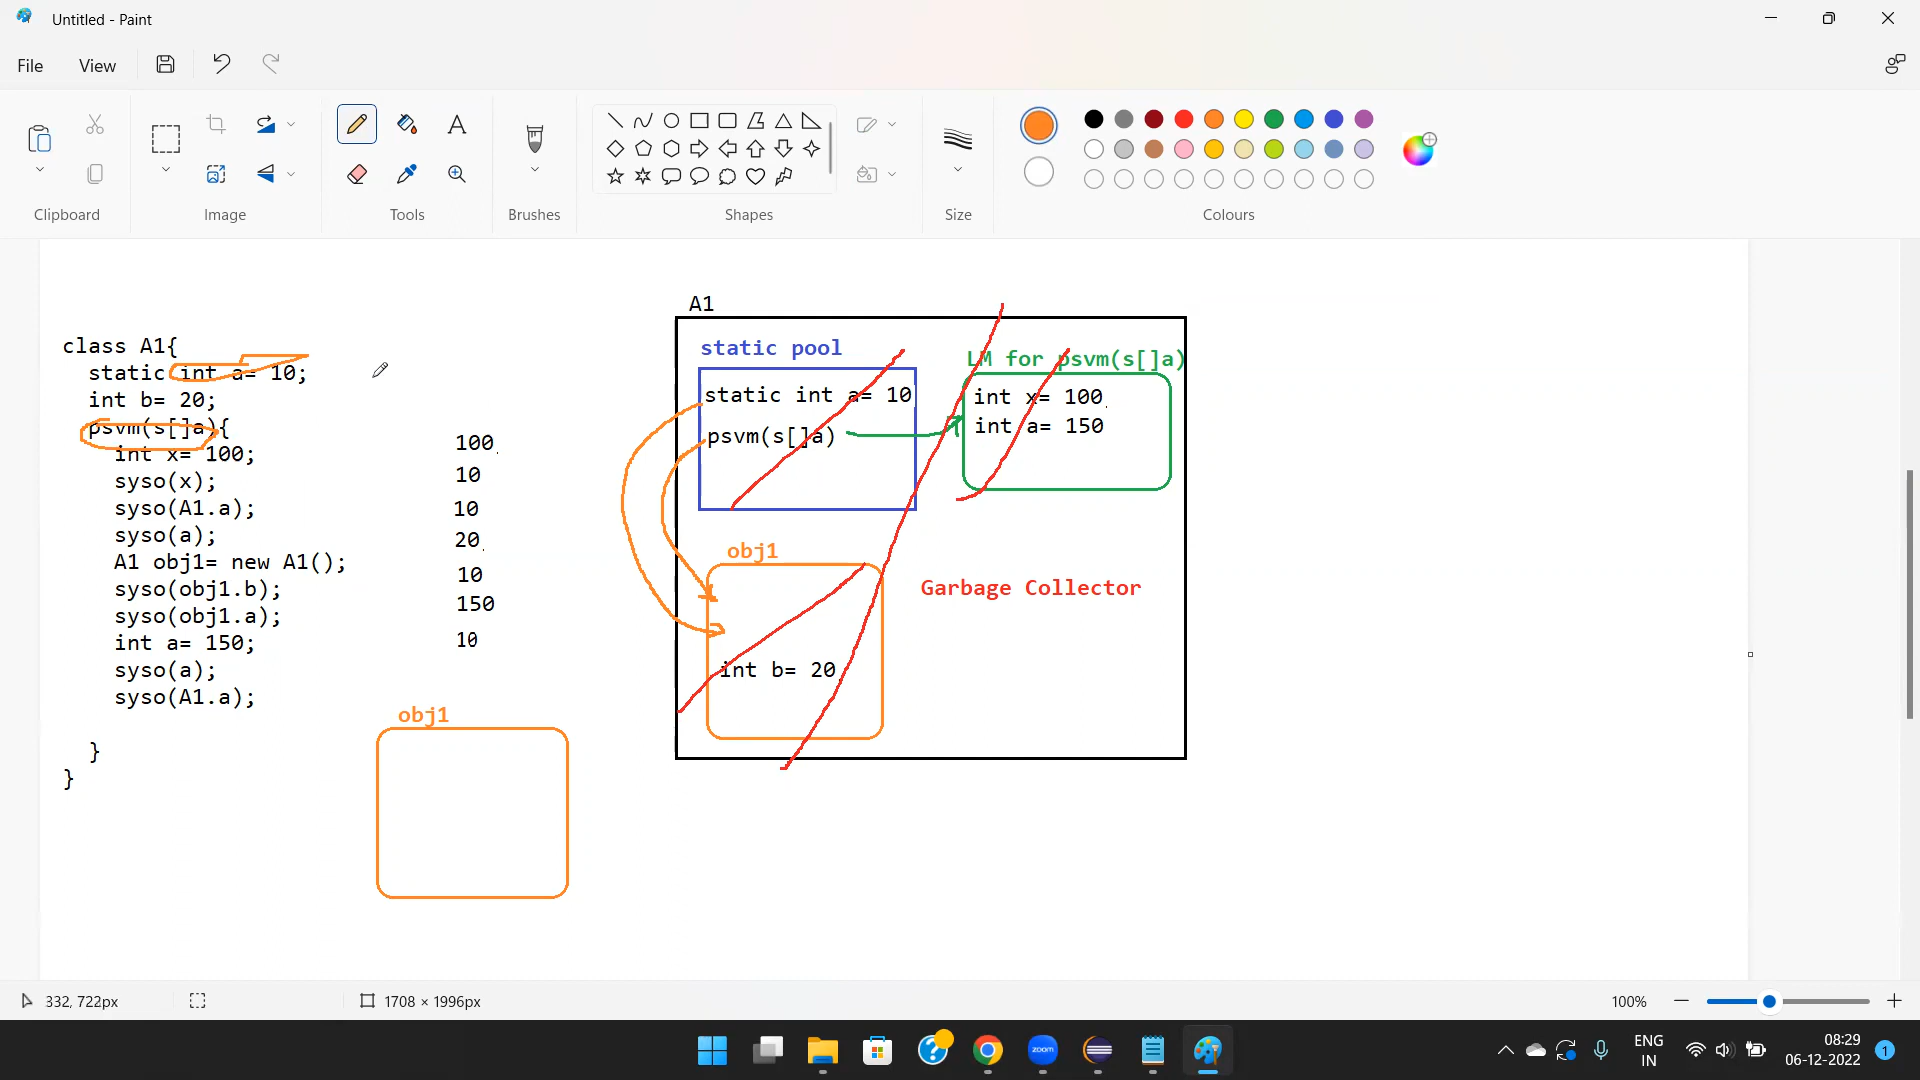 Untitled - Paint
File View
Clipboard
Image
Tools
Brushes
Shapes
Size
Colours
class A1{
static int a= 10;
int b= 20;
psvm(s[]a){
int x= 100;
syso(x);
syso(A1.a);
syso(a);
A1 obj1= new A1();
syso(obj1.b);
syso(obj1.a);
int a= 150;
syso(a);
syso(A1.a);
}
}
100
10
10
20
10
150
10
obj1
A1
static pool
static int a= 10
psvm(s[]a)
LM for psvm(s[]a)
int x= 100
int a= 150
obj1
int b= 20
Garbage Collector
332, 722px
1708 × 1996px
100%
zoom
ENG
IN
08:29
06-12-2022
1